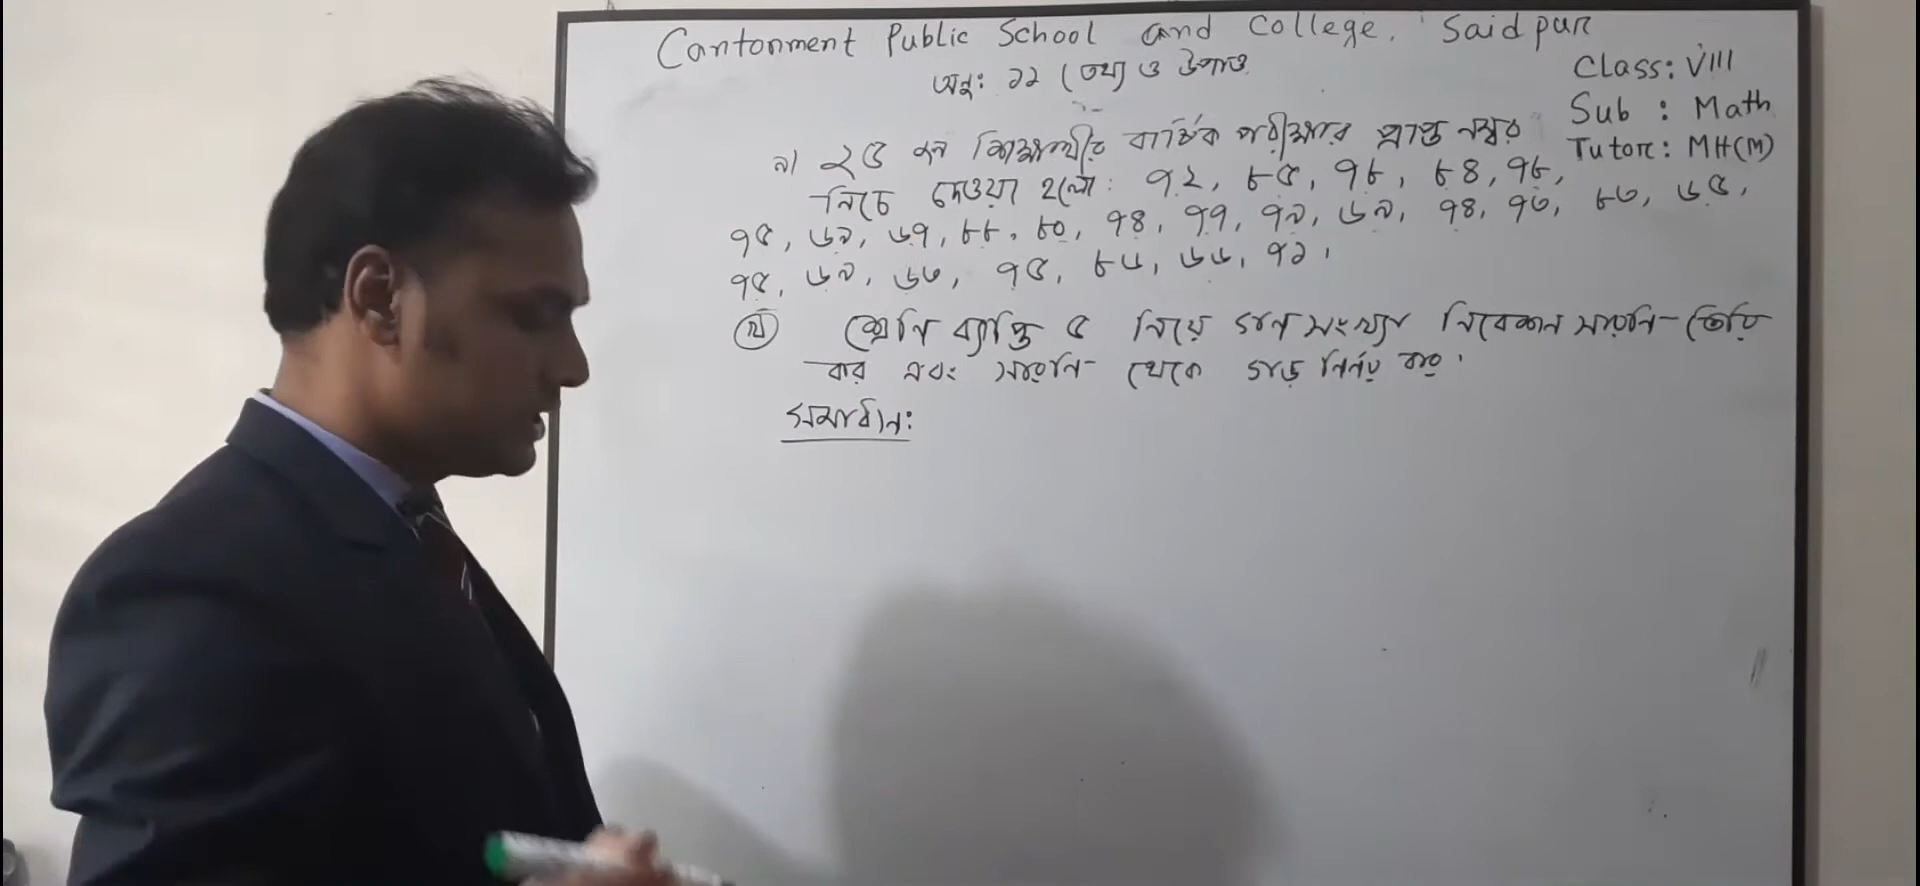 Cantonment Public School and College, Saidpur
অনু: ১১ (তথ্য ও উপাত্ত
Class: VIII
Sub : Math
Tutor: MH(M)
৯। ২৫ জন শিক্ষার্থীর বার্ষিক পরীক্ষার প্রাপ্ত নম্বর
নিচে দেওয়া হলো: ৭২, ৮৫, ৭৮, ৮৪, ৭৮,
৭৫, ৬৯, ৬৭, ৮৮, ৮০, ৭৪, ৭৭, ৭৯, ৬৯, ৭৪, ৭৩, ৮৩, ৬৫,
৭৫, ৬৯, ৬৩, ৭৫, ৮৬, ৬৬, ৭১।
শ্রেণি ব্যাপ্তি ৫ নিয়ে গণসংখ্যা নিবেশন সারণি তৈরি
কর এবং সারণি থেকে গড় নির্ণয় কর।
সমাধান: